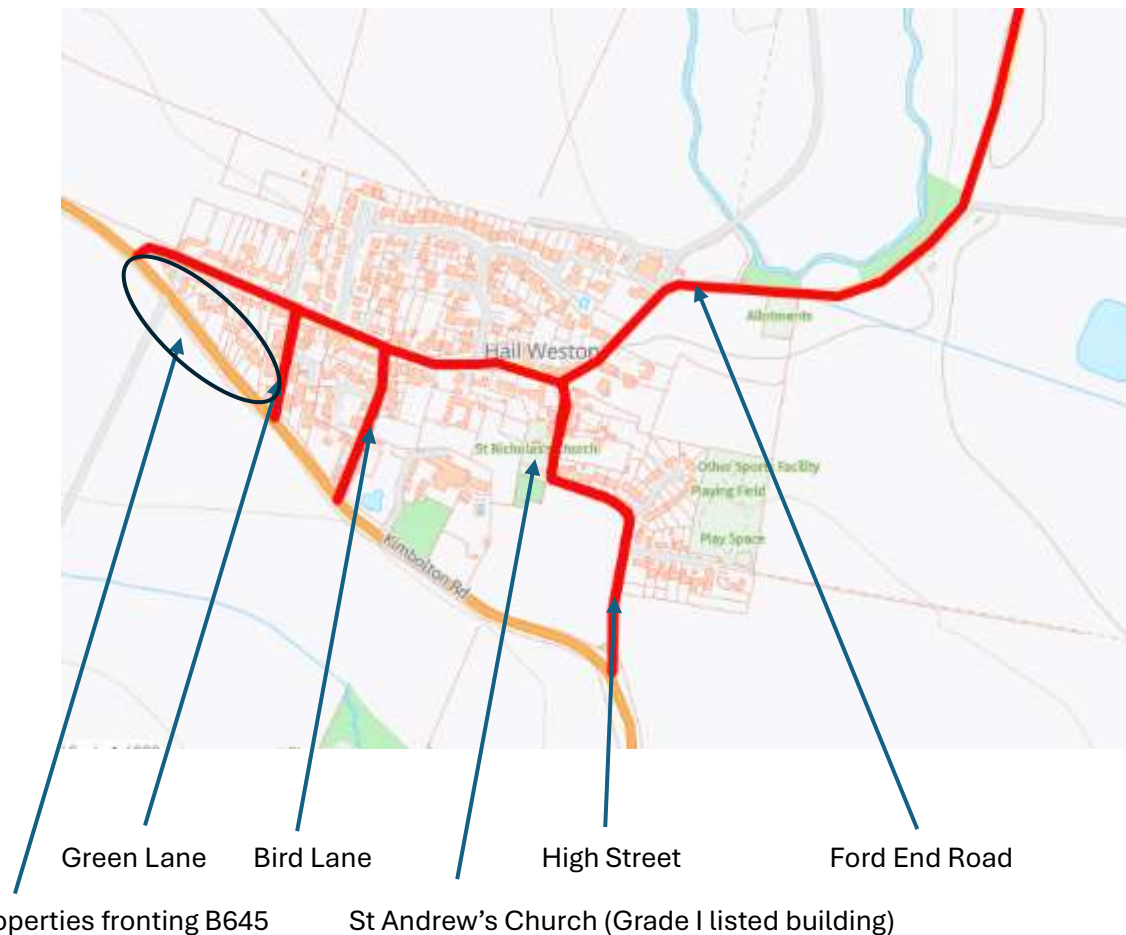 Hail Weston
Allotments
St Nicholas' Church
Other Sports Facility
Playing Field
Play Space
Kimbolton Rd
Green Lane
Bird Lane
High Street
Ford End Road
operties fronting B645
St Andrew’s Church (Grade I listed building)